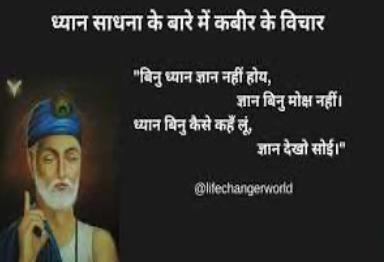 ध्यान साधना के बारे में कबीर के विचार
"बिनु ध्यान ज्ञान नहीं होय,
ज्ञान बिनु मोक्ष नहीं।
ध्यान बिनु कैसे कहँ लूं,
ज्ञान देखो सोई।"
@lifechangerworld